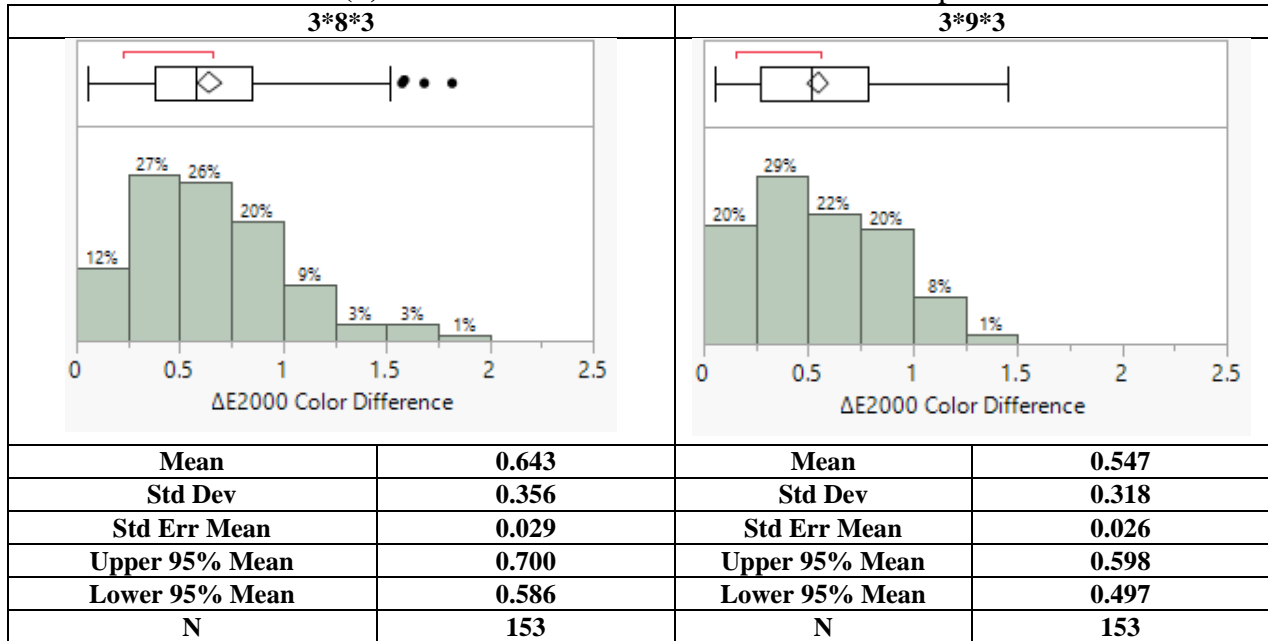 3*8*3 3*9*3
27% 26% 20% 12% 9% 3% 3% 1%
0 0.5 1 1.5 2 2.5
ΔE2000 Color Difference
29% 20% 22% 20% 8% 1%
0 0.5 1 1.5 2 2.5
ΔE2000 Color Difference
Mean 0.643 Mean 0.547
Std Dev 0.356 Std Dev 0.318
Std Err Mean 0.029 Std Err Mean 0.026
Upper 95% Mean 0.700 Upper 95% Mean 0.598
Lower 95% Mean 0.586 Lower 95% Mean 0.497
N 153 N 153